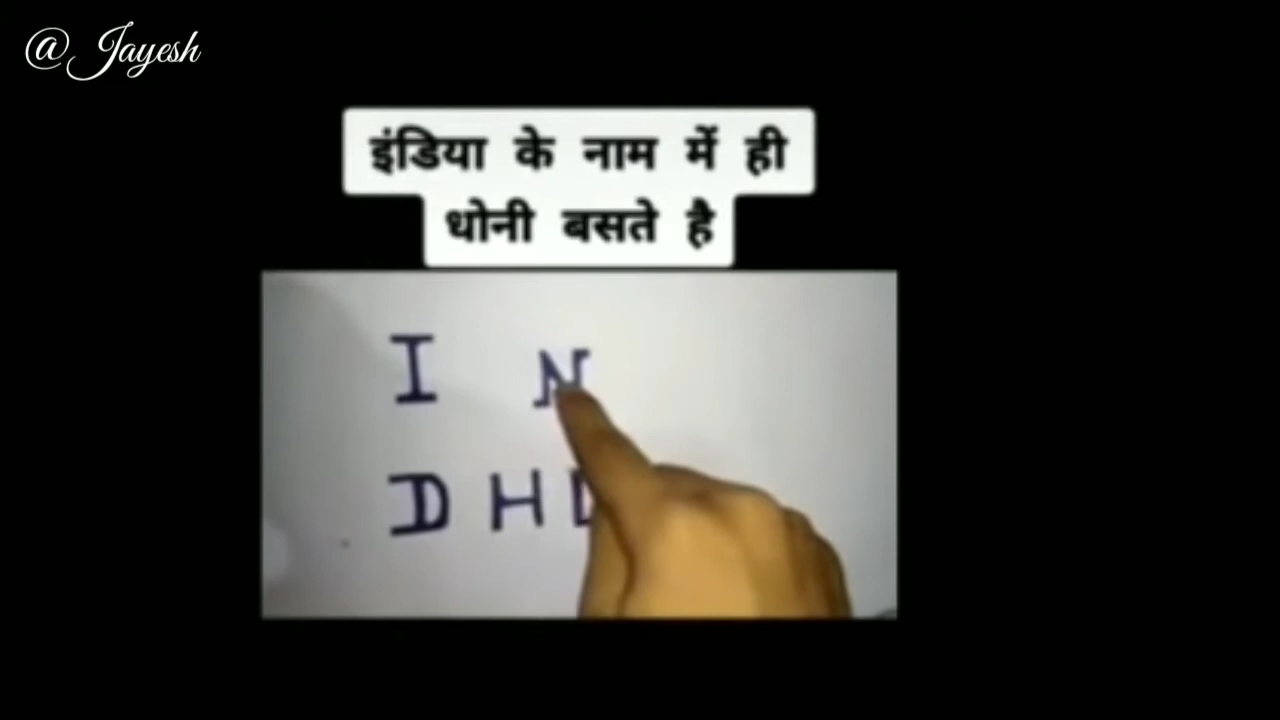 @Jayesh
इंडिया के नाम में ही
धोनी बसते है
I N
D H